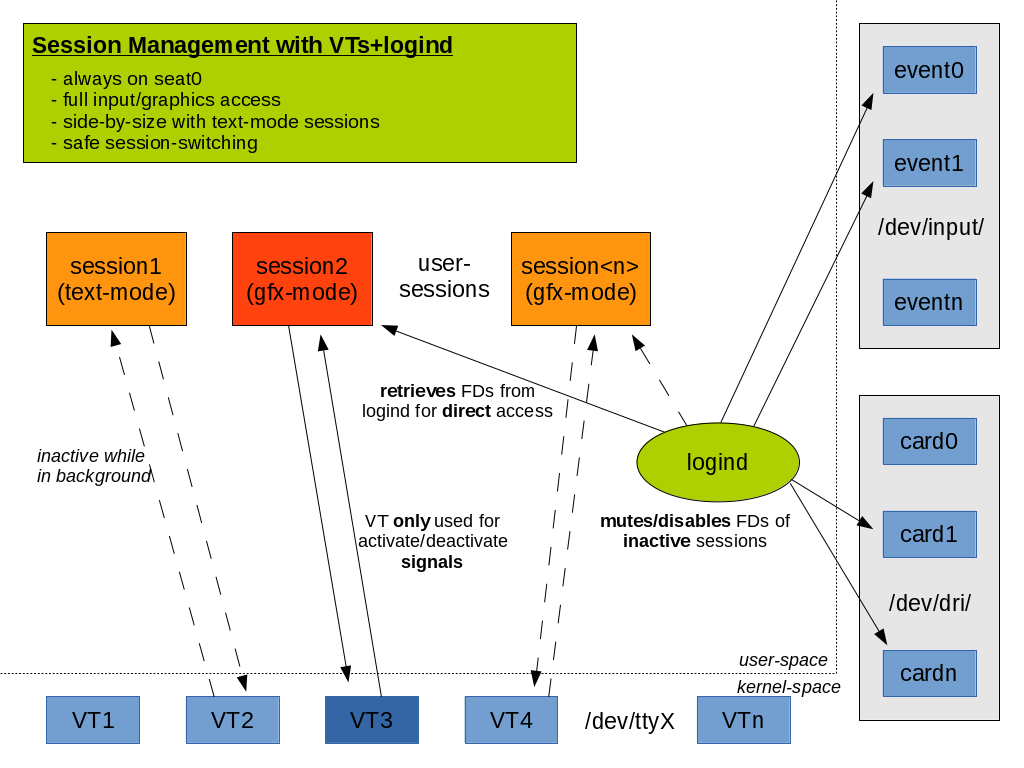 Session Management with VTs+logind
- always on seat0
- full input/graphics access
- side-by-size with text-mode sessions
- safe session-switching
event0
event1
/dev/input/
eventn
session1
(text-mode)
session2
(gfx-mode)
user-
sessions
session<n>
(gfx-mode)
retrieves FDs from
logind for direct access
inactive while
in background
logind
card0
card1
/dev/dri/
cardn
VT only used for
activate/deactivate
signals
mutes/disables FDs of
inactive sessions
user-space
kernel-space
VT1
VT2
VT3
VT4
/dev/ttyX
VTn